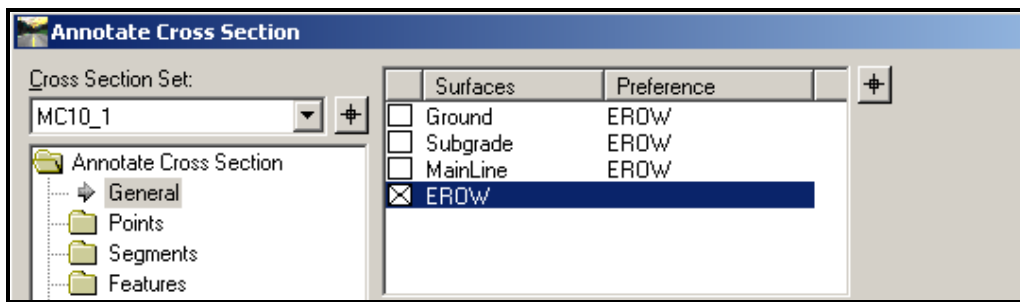 Annotate Cross Section
Cross Section Set:
MC10_1
Annotate Cross Section
General
Points
Segments
Features
Surfaces Preference
Ground EROW
Subgrade EROW
MainLine EROW
EROW